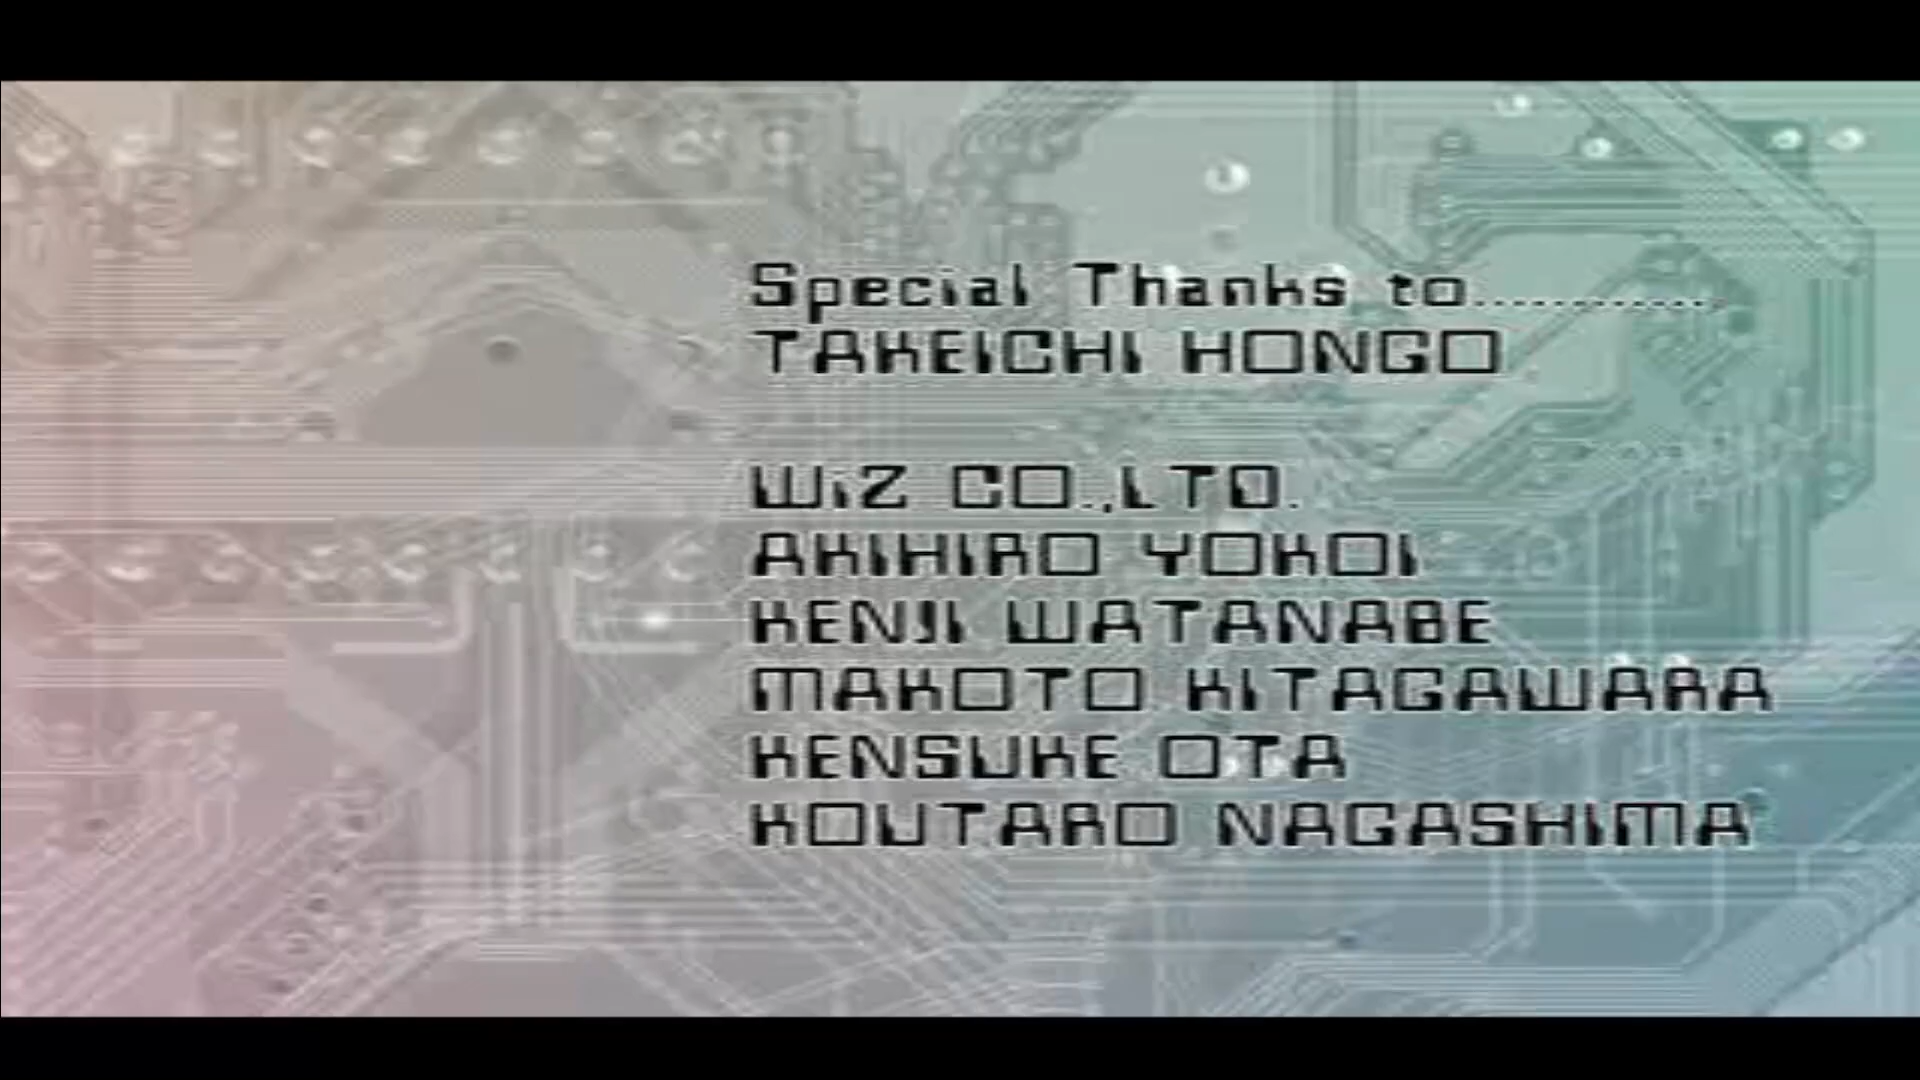 Special Thanks to..............
TAKEICHI HONGO
WiZ CO.,LTD.
AKIHIRO YOKOI
KENJI WATANABE
MAKOTO KITAGAWARA
KENSUKE OTA
KOUTARO NAGASHIMA